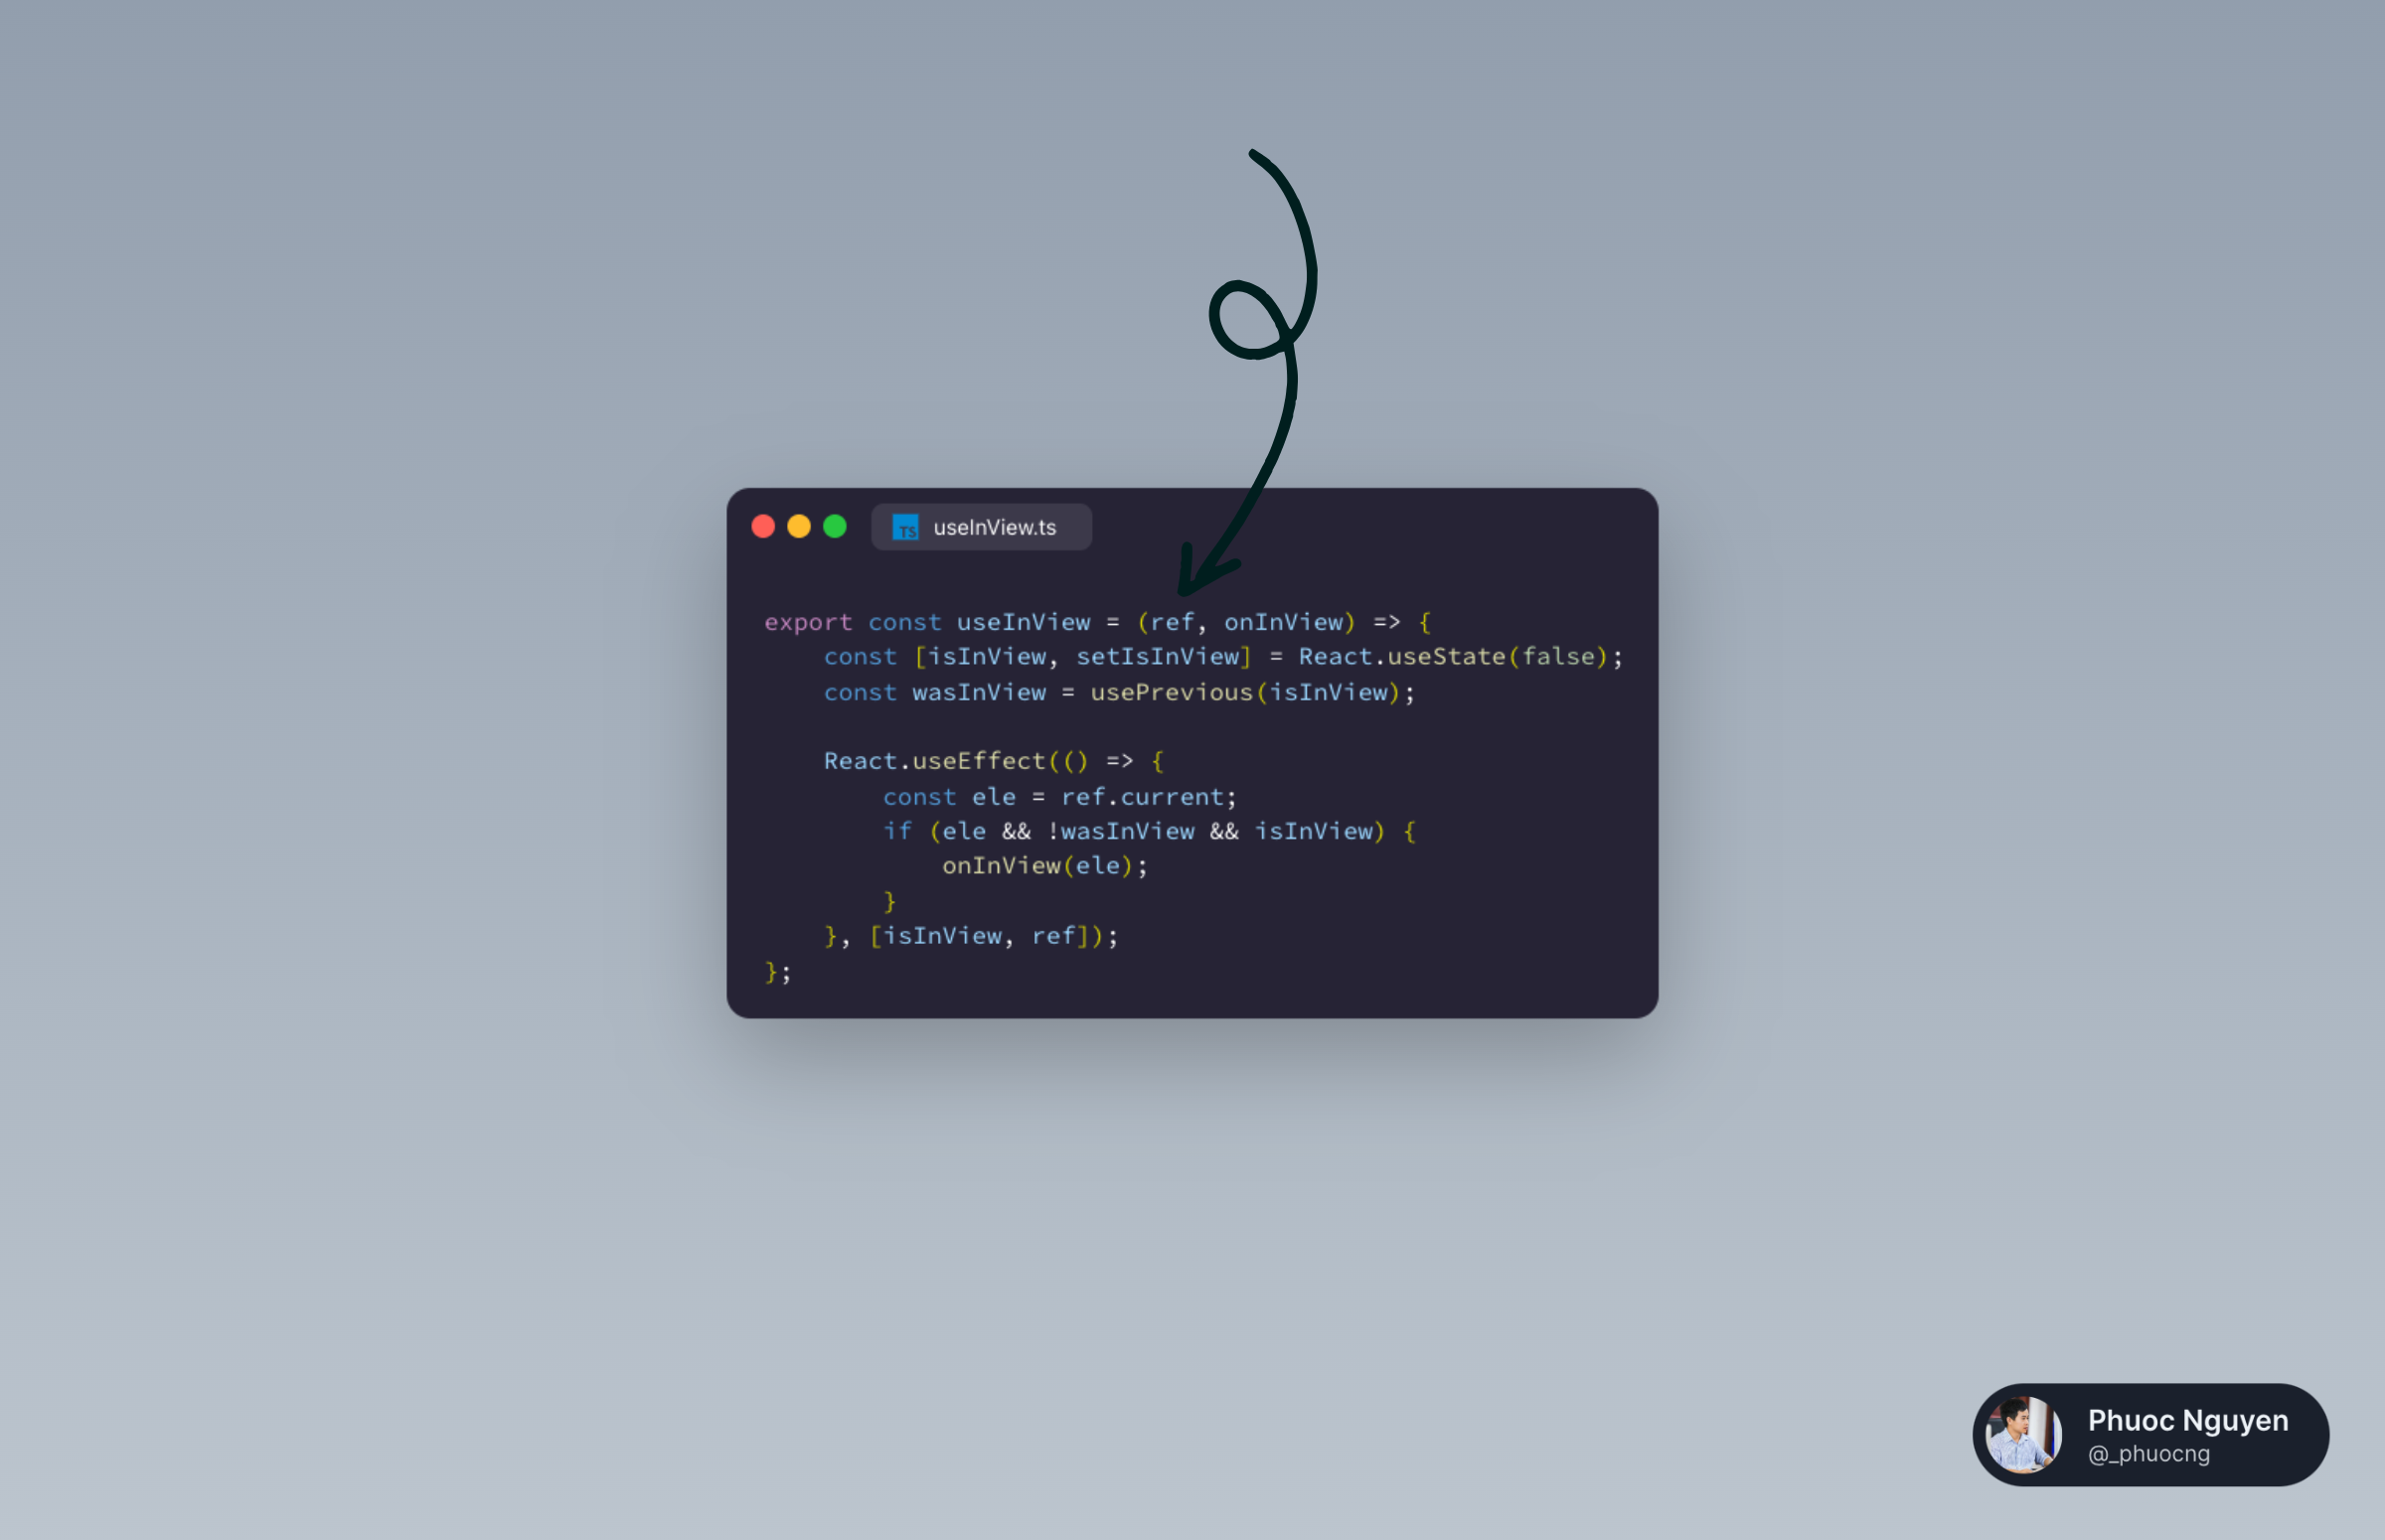 TS useInView.ts
export const useInView = (ref, onInView) => {
    const [isInView, setIsInView] = React.useState(false);
    const wasInView = usePrevious(isInView);

    React.useEffect(() => {
        const ele = ref.current;
        if (ele && !wasInView && isInView) {
            onInView(ele);
        }
    }, [isInView, ref]);
};
Phuoc Nguyen
@_phuocng